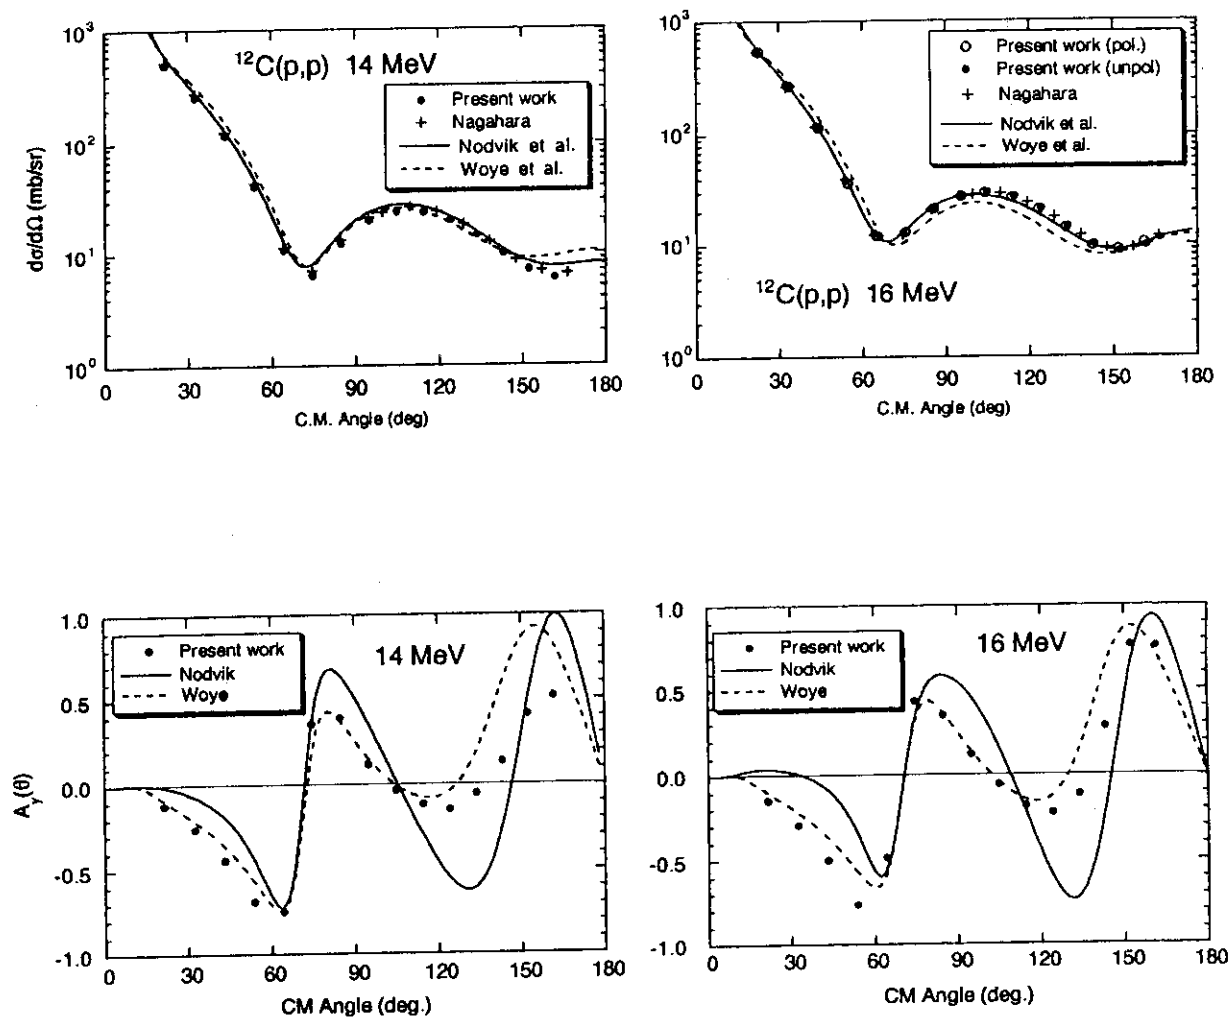 ¹²C(p,p) 14 MeV
Present work
Nagahara
Nodvik et al.
Woye et al.
dσ/dΩ (mb/sr)
10³
10²
10¹
10⁰
0 30 60 90 120 150 180
C.M. Angle (deg)
Present work (pol.)
Present work (unpol)
Nagahara
Nodvik et al.
Woye et al.
¹²C(p,p) 16 MeV
10³
10²
10¹
10⁰
0 30 60 90 120 150 180
C.M. Angle (deg)
Present work
Nodvik
Woye
14 MeV
A_y(θ)
1.0
0.5
0.0
-0.5
-1.0
0 30 60 90 120 150 180
CM Angle (deg.)
Present work
Nodvik
Woye
16 MeV
1.0
0.5
0.0
-0.5
-1.0
0 30 60 90 120 150 180
CM Angle (deg.)